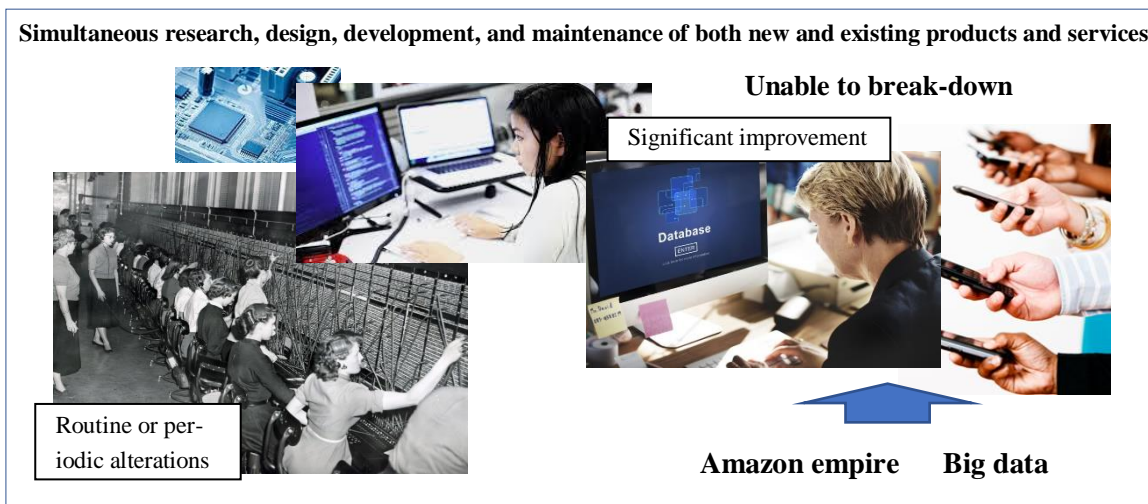 Simultaneous research, design, development, and maintenance of both new and existing products and services
Unable to break-down
Significant improvement
Database
ENTER
Routine or per-
iodic alterations
Amazon empire Big data